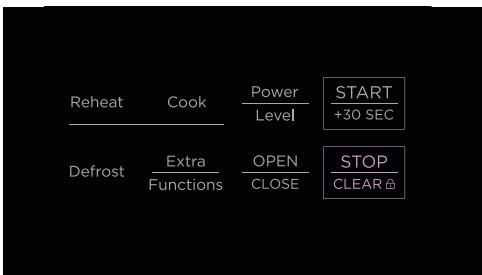 Reheat Cook Power Level START +30 SEC
Defrost Extra Functions OPEN CLOSE STOP CLEAR